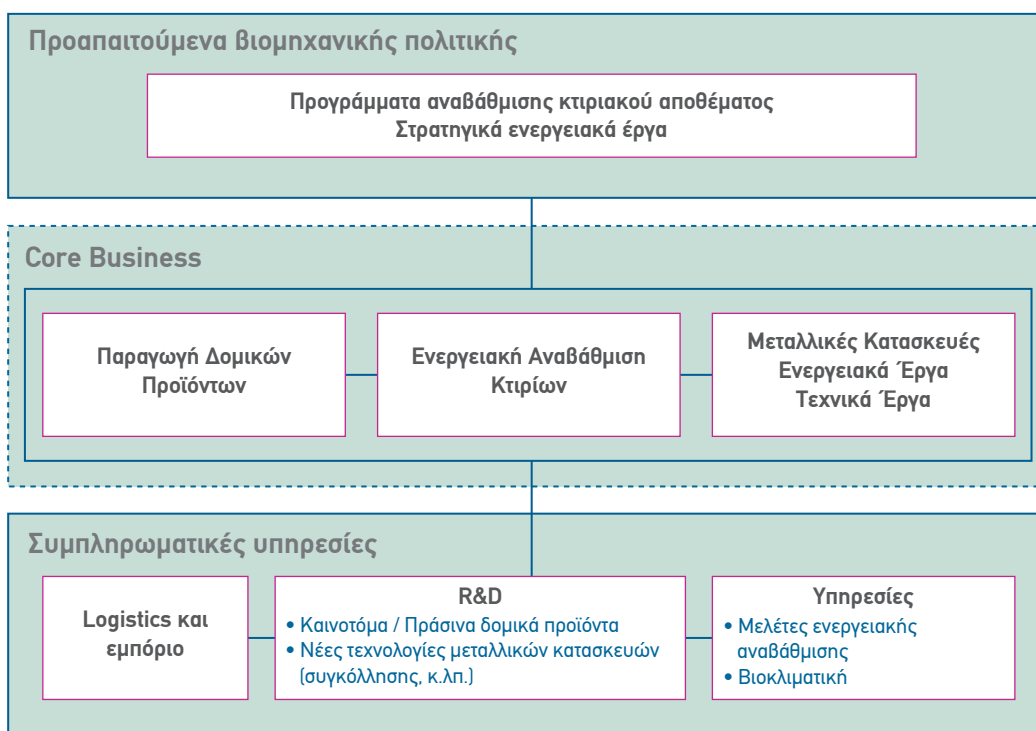 Προαπαιτούμενα βιομηχανικής πολιτικής
Προγράμματα αναβάθμισης κτιριακού αποθέματος
Στρατηγικά ενεργειακά έργα
Core Business
Παραγωγή Δομικών
Προϊόντων
Ενεργειακή Αναβάθμιση
Κτιρίων
Μεταλλικές Κατασκευές
Ενεργειακά Έργα
Τεχνικά Έργα
Συμπληρωματικές υπηρεσίες
Logistics και
εμπόριο
R&D
• Καινοτόμα / Πράσινα δομικά προϊόντα
• Νέες τεχνολογίες μεταλλικών κατασκευών
(συγκόλλησης, κ.λπ.)
Υπηρεσίες
• Μελέτες ενεργειακής
αναβάθμισης
• Βιοκλιματική